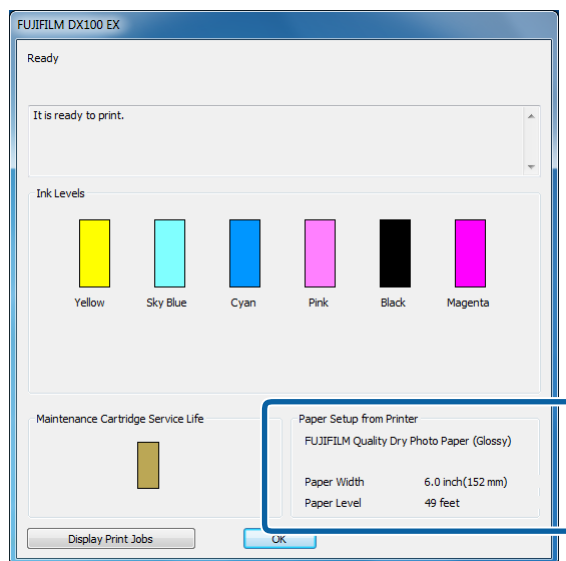 FUJIFILM DX100 EX
Ready
It is ready to print.
Ink Levels
Yellow Sky Blue Cyan Pink Black Magenta
Maintenance Cartridge Service Life
Paper Setup from Printer
FUJIFILM Quality Dry Photo Paper (Glossy)
Paper Width 6.0 inch(152 mm)
Paper Level 49 feet
Display Print Jobs OK